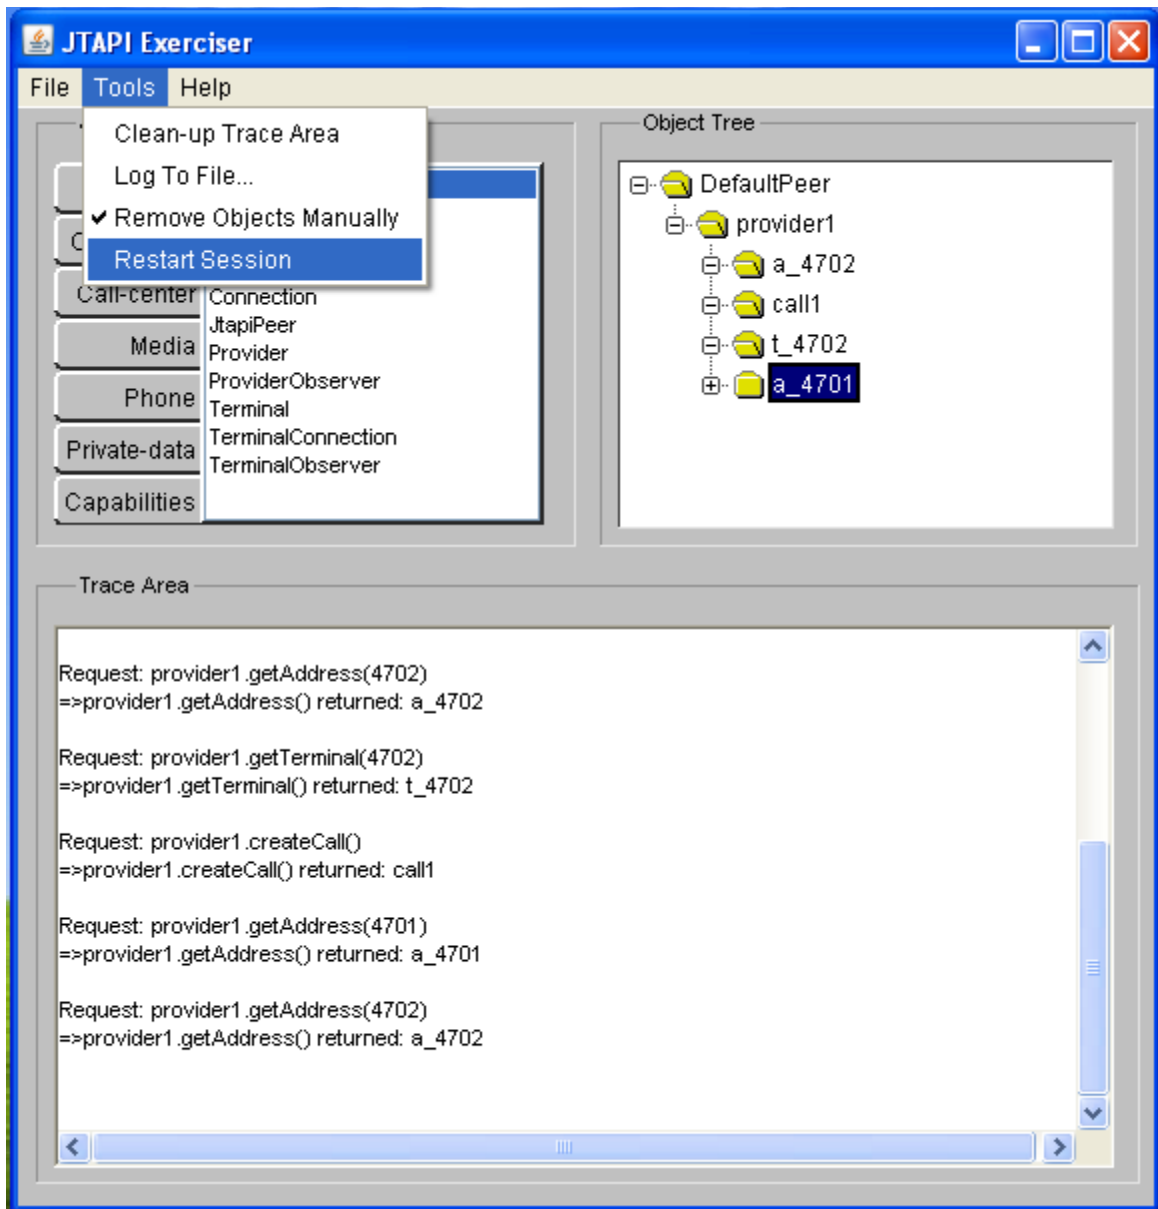 JTAPI Exerciser
File Tools Help
Clean-up Trace Area
Log To File...
Remove Objects Manually
Restart Session
Call-center
Media
Phone
Private-data
Capabilities
Connection
JtapiPeer
Provider
ProviderObserver
Terminal
TerminalConnection
TerminalObserver
Object Tree
DefaultPeer
provider1
a_4702
call1
t_4702
a_4701
Trace Area
Request: provider1.getAddress(4702)
=>provider1.getAddress() returned: a_4702
Request: provider1.getTerminal(4702)
=>provider1.getTerminal() returned: t_4702
Request: provider1.createCall()
=>provider1.createCall() returned: call1
Request: provider1.getAddress(4701)
=>provider1.getAddress() returned: a_4701
Request: provider1.getAddress(4702)
=>provider1.getAddress() returned: a_4702